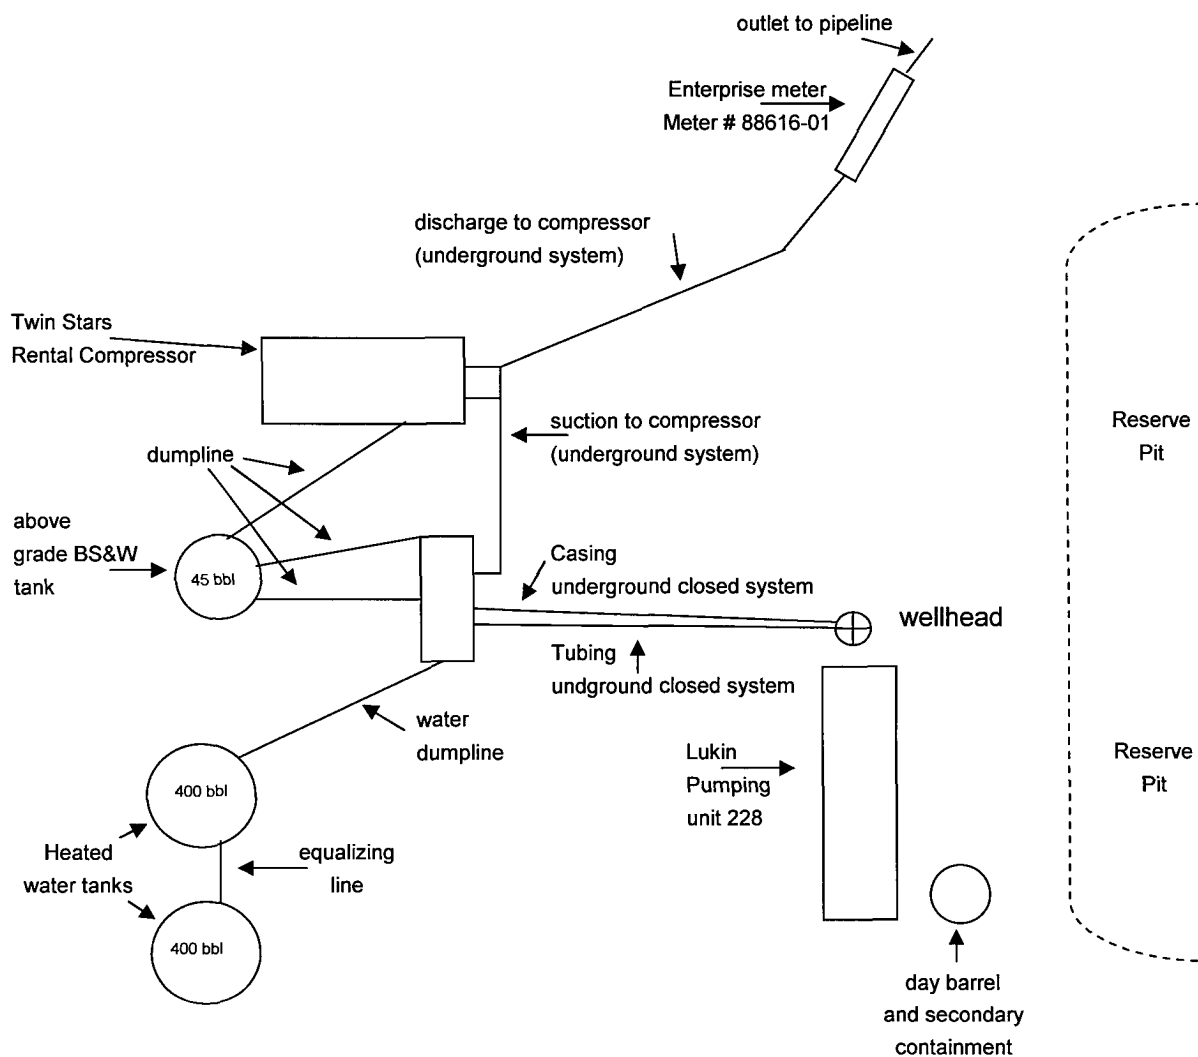 outlet to pipeline
Enterprise meter
Meter # 88616-01
discharge to compressor
(underground system)
Twin Stars
Rental Compressor
suction to compressor
(underground system)
Reserve
Pit
dumpline
above
grade BS&W
tank
45 bbl
Casing
underground closed system
wellhead
Tubing
undground closed system
water
dumpline
Lukin
Pumping
unit 228
Reserve
Pit
400 bbl
Heated
water tanks
equalizing
line
400 bbl
day barrel
and secondary
containment